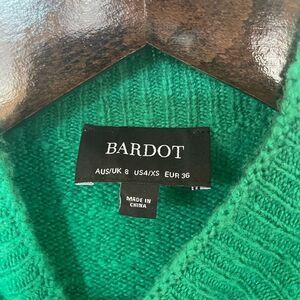 BARDOT
AUS/UK 8 US4/XS EUR 36
MADE IN
CHINA